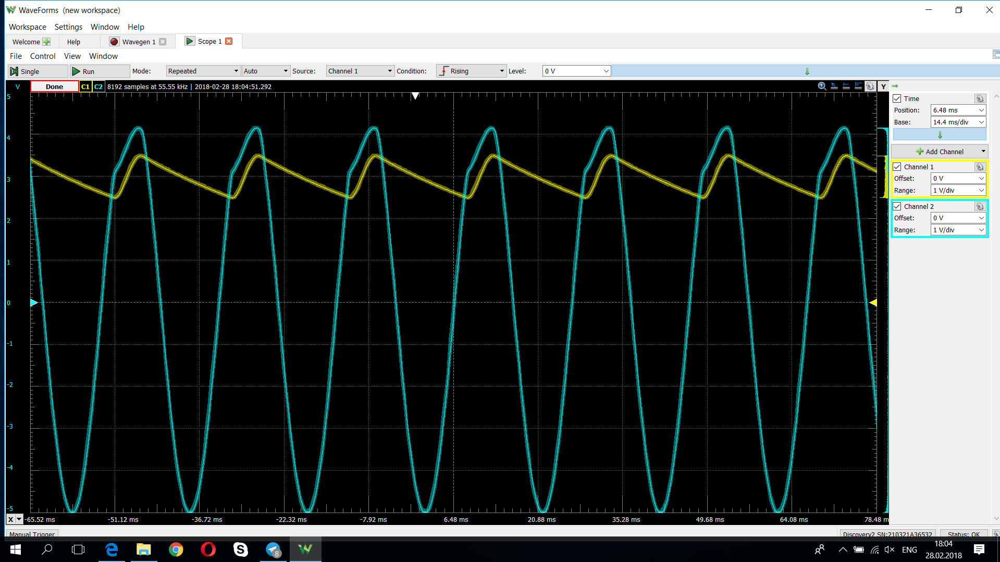 WaveForms (new workspace)
Workspace Settings Window Help
Welcome Help Wavegen 1 Scope 1
File Control View Window
Single Run Mode: Repeated Auto Source: Channel 1 Condition: Rising Level: 0 V
V Done C1 C2 8192 samples at 55.55 kHz | 2018-02-28 18:04:51.292 Y
5
4
3
2
1
0
-1
-2
-3
-4
-5
X -65.52 ms -51.12 ms -36.72 ms -22.32 ms -7.92 ms 6.48 ms 20.88 ms 35.28 ms 49.68 ms 64.08 ms 78.48 m
Time
Position: 6.48 ms
Base: 14.4 ms/div
Add Channel
Channel 1
Offset: 0 V
Range: 1 V/div
Channel 2
Offset: 0 V
Range: 1 V/div
Manual Trigger Discovery2 SN:210321A36532 Status: OK
8 ENG 18:04
28.02.2018